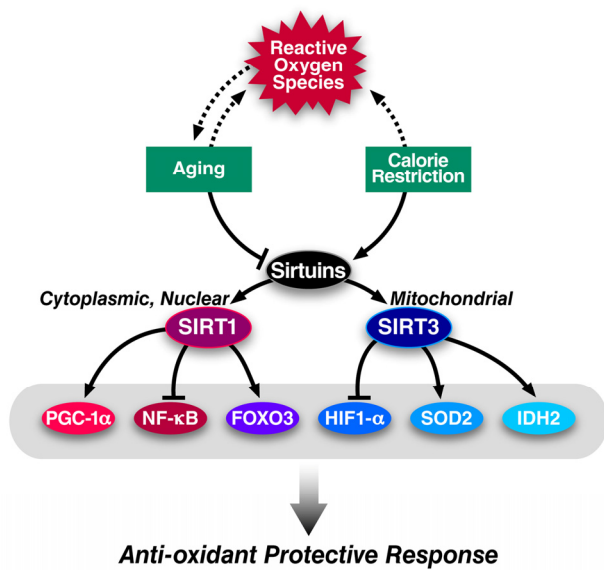 Reactive
Oxygen
Species
Aging
Calorie
Restriction
Sirtuins
Cytoplasmic, Nuclear
Mitochondrial
SIRT1
SIRT3
PGC-1α
NF-κB
FOXO3
HIF1-α
SOD2
IDH2
Anti-oxidant Protective Response